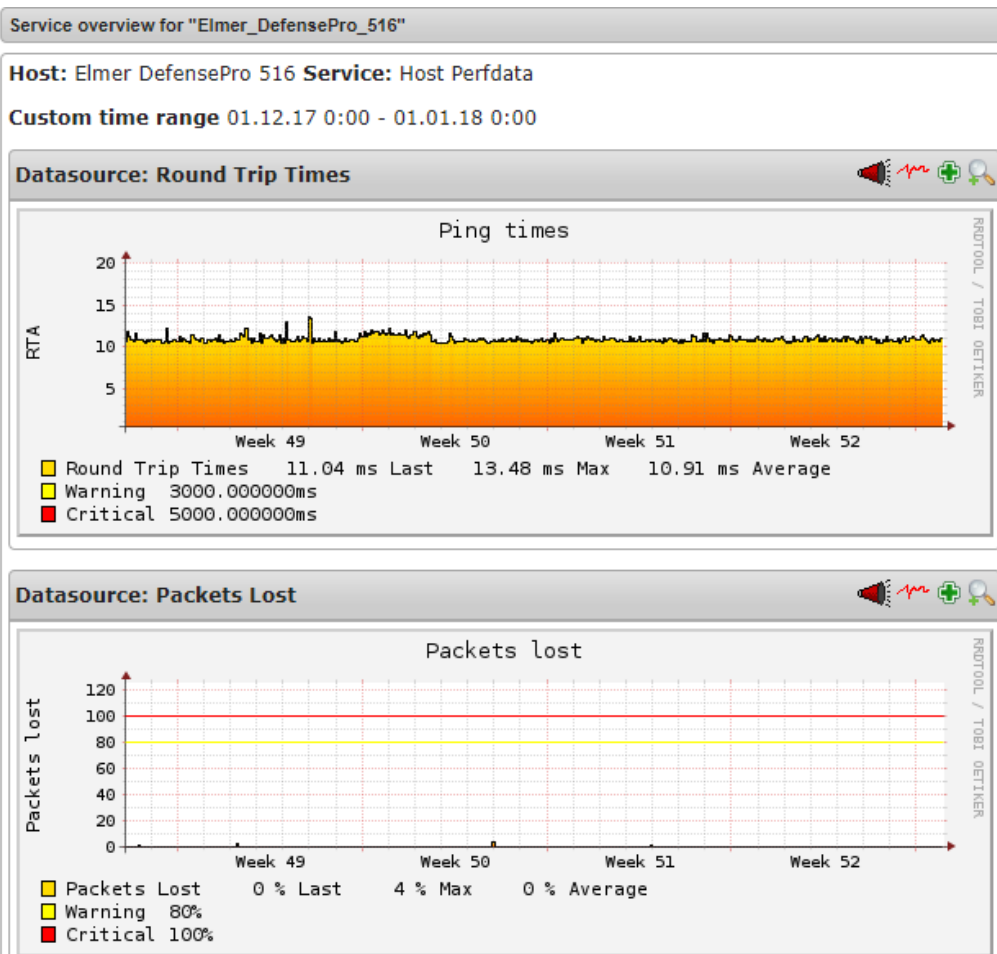 Service overview for "Elmer_DefensePro_516"
Host: Elmer DefensePro 516 Service: Host Perfdata
Custom time range 01.12.17 0:00 - 01.01.18 0:00
Datasource: Round Trip Times
Ping times
RRDTOOL / TOBI OETIKER
RTA
20
15
10
5
Week 49 Week 50 Week 51 Week 52
Round Trip Times 11.04 ms Last 13.48 ms Max 10.91 ms Average
Warning 3000.000000ms
Critical 5000.000000ms
Datasource: Packets Lost
Packets lost
RRDTOOL / TOBI OETIKER
Packets lost
120
100
80
60
40
20
0
Week 49 Week 50 Week 51 Week 52
Packets Lost 0 % Last 4 % Max 0 % Average
Warning 80%
Critical 100%